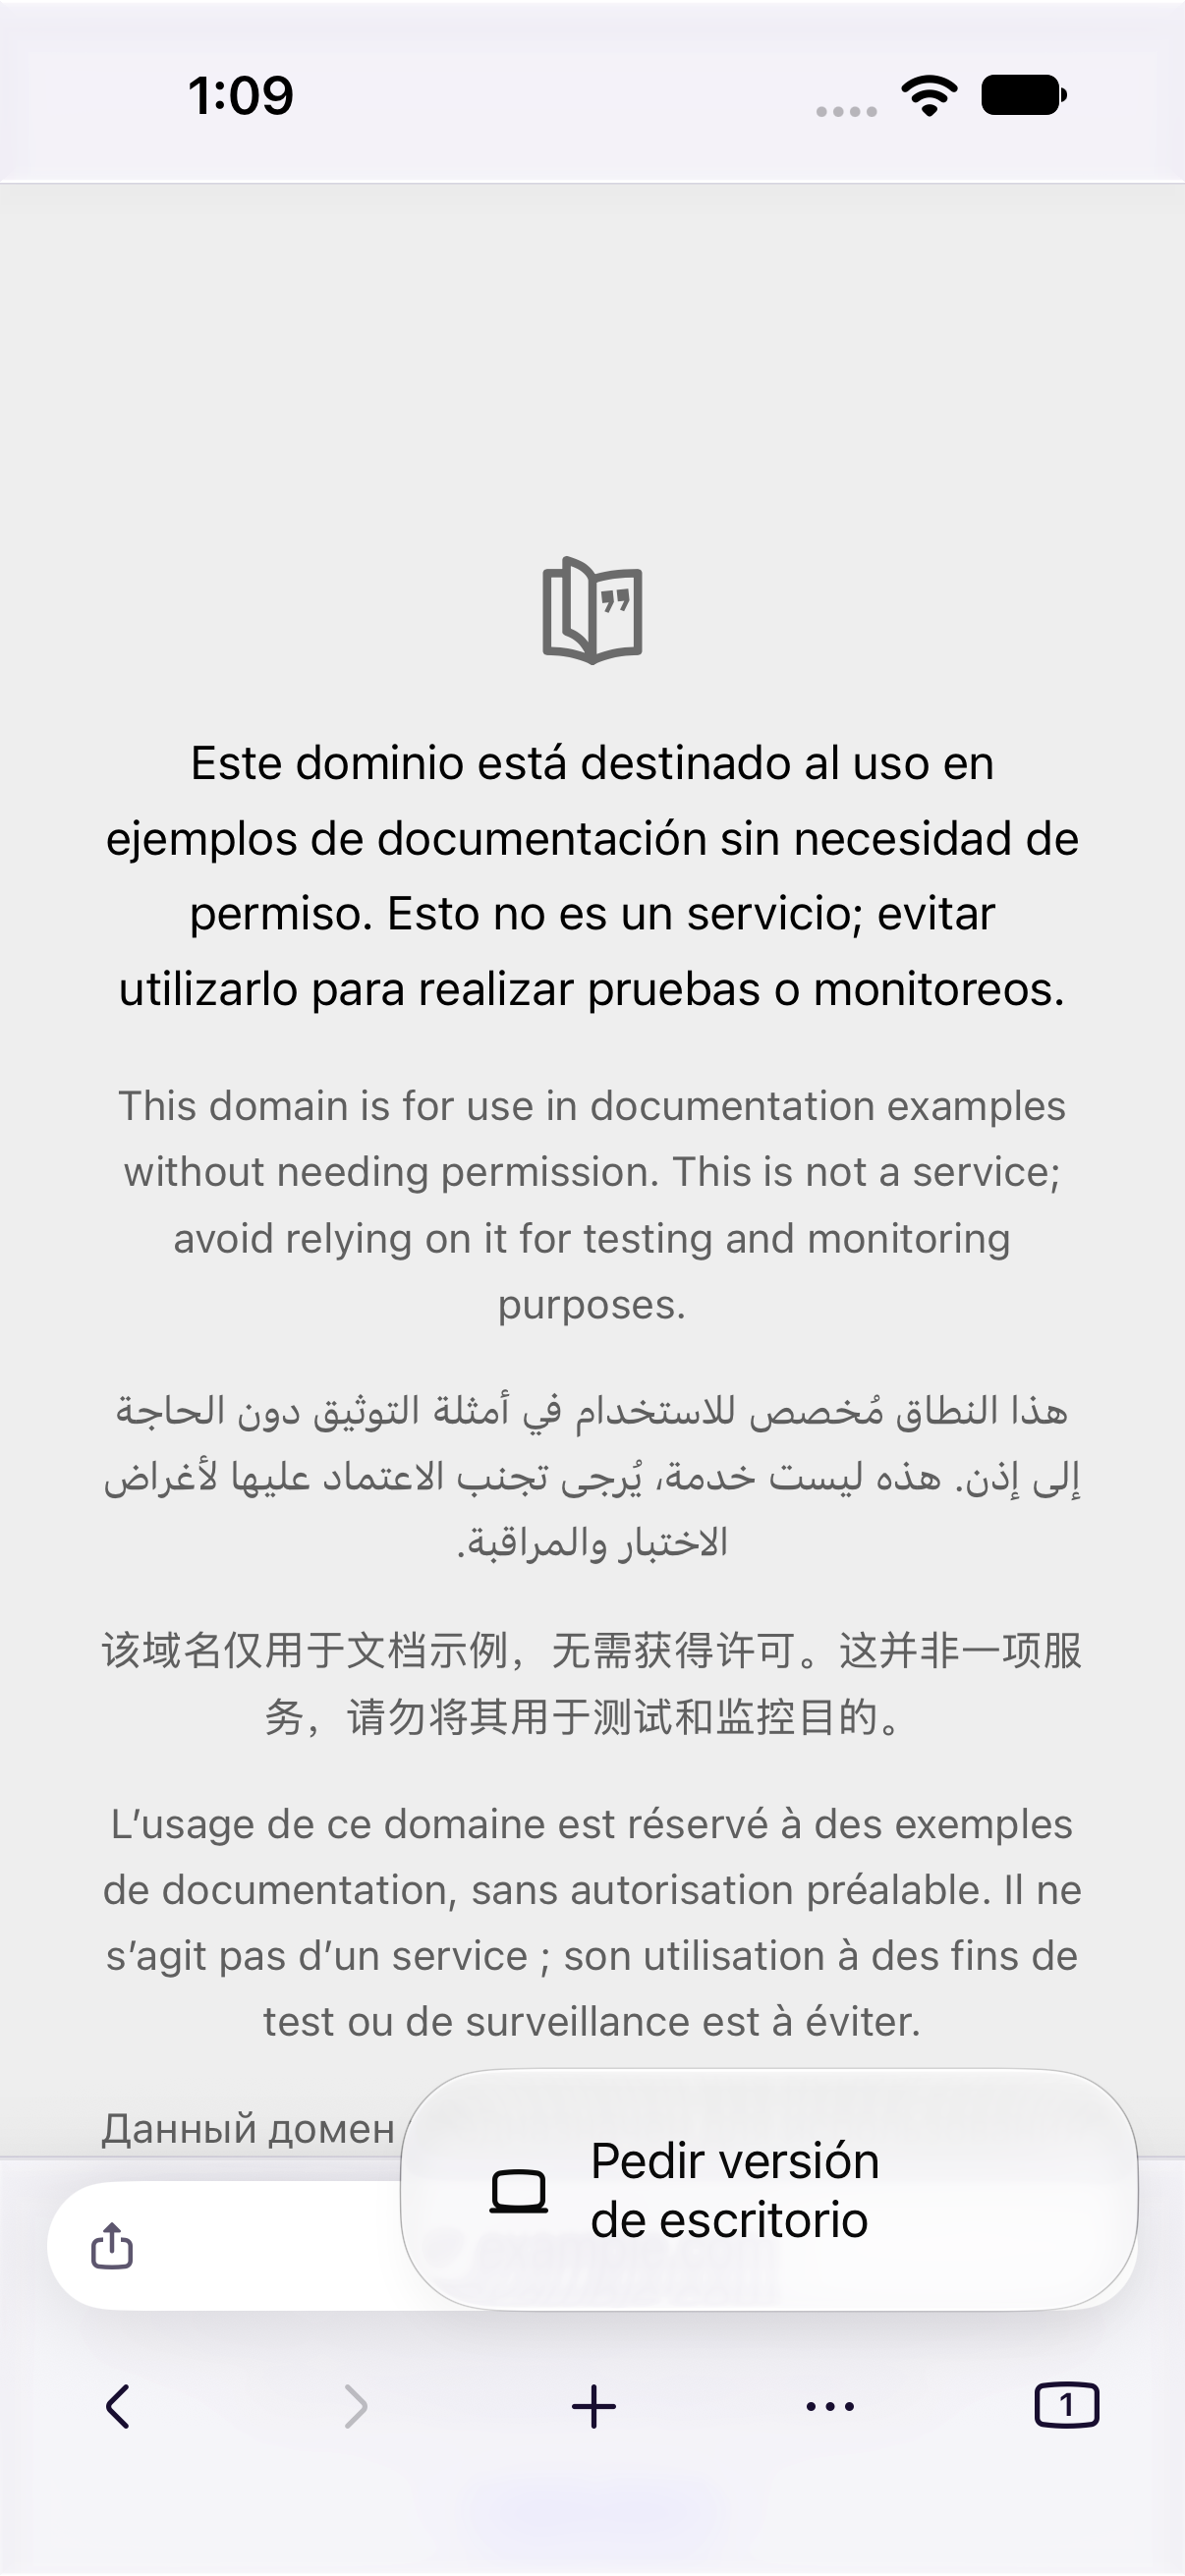 1:09
Este dominio está destinado al uso en
ejemplos de documentación sin necesidad de
permiso. Esto no es un servicio; evitar
utilizarlo para realizar pruebas o monitoreos.
This domain is for use in documentation examples
without needing permission. This is not a service;
avoid relying on it for testing and monitoring
purposes.
هذا النطاق مُخصص للاستخدام في أمثلة التوثيق دون الحاجة
إلى إذن. هذه ليست خدمة، يُرجى تجنب الاعتماد عليها لأغراض
الاختبار والمراقبة.
该域名仅用于文档示例，无需获得许可。这并非一项服
务，请勿将其用于测试和监控目的。
L’usage de ce domaine est réservé à des exemples
de documentation, sans autorisation préalable. Il ne
s’agit pas d’un service ; son utilisation à des fins de
test ou de surveillance est à éviter.
Данный домен
Pedir versión
de escritorio
1